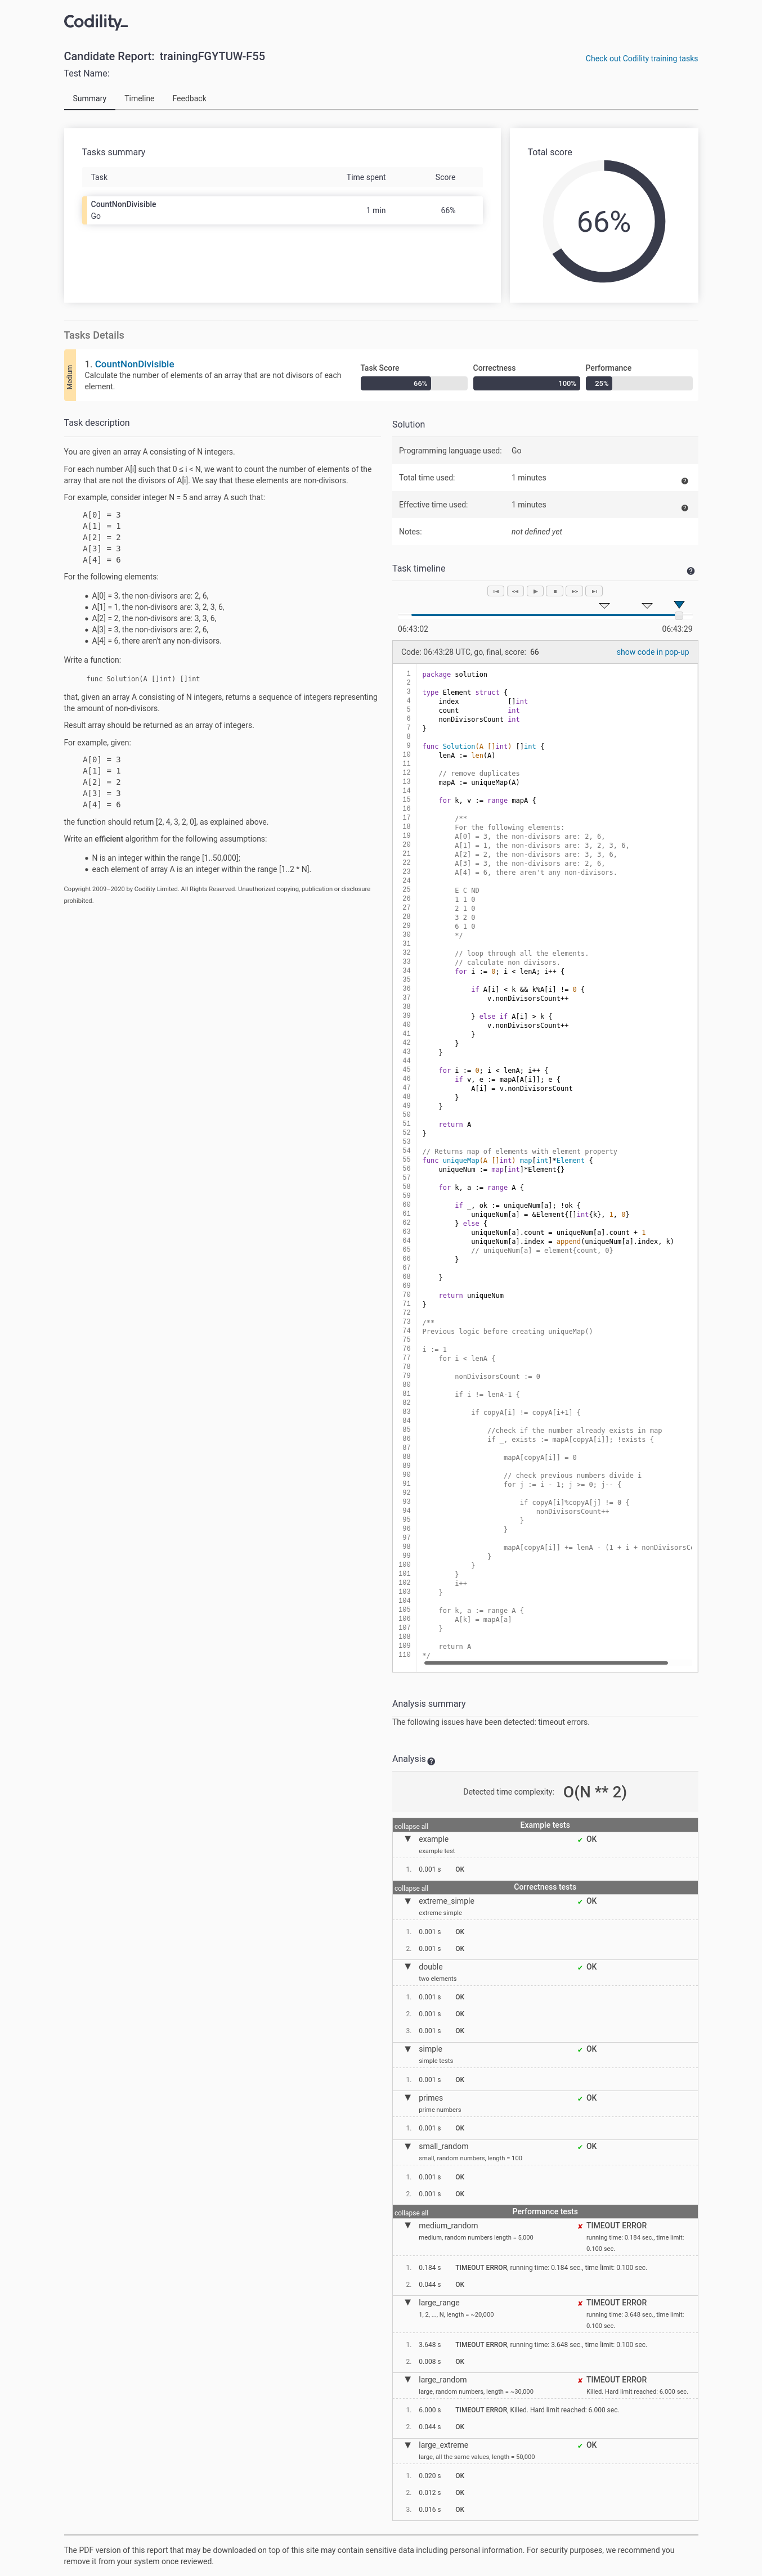 Codility_
Candidate Report: trainingFGYTUW-F55
Check out Codility training tasks
Test Name:
Summary Timeline Feedback
Tasks summary
Task Time spent Score
CountNonDivisible
Go
1 min 66%
Total score
66%
Tasks Details
Medium
1. CountNonDivisible
Calculate the number of elements of an array that are not divisors of each
element.
Task Score Correctness Performance
66% 100% 25%
Task description
You are given an array A consisting of N integers.
For each number A[i] such that 0 ≤ i < N, we want to count the number of elements of the
array that are not the divisors of A[i]. We say that these elements are non-divisors.
For example, consider integer N = 5 and array A such that:
A[0] = 3
A[1] = 1
A[2] = 2
A[3] = 3
A[4] = 6
For the following elements:
• A[0] = 3, the non-divisors are: 2, 6,
• A[1] = 1, the non-divisors are: 3, 2, 3, 6,
• A[2] = 2, the non-divisors are: 3, 3, 6,
• A[3] = 3, the non-divisors are: 2, 6,
• A[4] = 6, there aren't any non-divisors.
Write a function:
func Solution(A []int) []int
that, given an array A consisting of N integers, returns a sequence of integers representing
the amount of non-divisors.
Result array should be returned as an array of integers.
For example, given:
A[0] = 3
A[1] = 1
A[2] = 2
A[3] = 3
A[4] = 6
the function should return [2, 4, 3, 2, 0], as explained above.
Write an efficient algorithm for the following assumptions:
• N is an integer within the range [1..50,000];
• each element of array A is an integer within the range [1..2 * N].
Copyright 2009–2020 by Codility Limited. All Rights Reserved. Unauthorized copying, publication or disclosure
prohibited.
Solution
Programming language used: Go
Total time used: 1 minutes
Effective time used: 1 minutes
Notes: not defined yet
Task timeline
06:43:02 06:43:29
Code: 06:43:28 UTC, go, final, score: 66
show code in pop-up
1 package solution
2
3 type Element struct {
4 index []int
5 count int
6 nonDivisorsCount int
7 }
8
9 func Solution(A []int) []int {
10 lenA := len(A)
11
12 // remove duplicates
13 mapA := uniqueMap(A)
14
15 for k, v := range mapA {
16
17 /**
18 For the following elements:
19 A[0] = 3, the non-divisors are: 2, 6,
20 A[1] = 1, the non-divisors are: 3, 2, 3, 6,
21 A[2] = 2, the non-divisors are: 3, 3, 6,
22 A[3] = 3, the non-divisors are: 2, 6,
23 A[4] = 6, there aren't any non-divisors.
24
25 E C ND
26 1 1 0
27 2 1 0
28 3 2 0
29 6 1 0
30 */
31
32 // loop through all the elements.
33 // calculate non divisors.
34 for i := 0; i < lenA; i++ {
35
36 if A[i] < k && k%A[i] != 0 {
37 v.nonDivisorsCount++
38
39 } else if A[i] > k {
40 v.nonDivisorsCount++
41 }
42 }
43 }
44
45 for i := 0; i < lenA; i++ {
46 if v, e := mapA[A[i]]; e {
47 A[i] = v.nonDivisorsCount
48 }
49 }
50
51 return A
52 }
53
54 // Returns map of elements with element property
55 func uniqueMap(A []int) map[int]*Element {
56 uniqueNum := map[int]*Element{}
57
58 for k, a := range A {
59
60 if _, ok := uniqueNum[a]; !ok {
61 uniqueNum[a] = &Element{[]int{k}, 1, 0}
62 } else {
63 uniqueNum[a].count = uniqueNum[a].count + 1
64 uniqueNum[a].index = append(uniqueNum[a].index, k)
65 // uniqueNum[a] = element{count, 0}
66 }
67
68 }
69
70 return uniqueNum
71 }
72
73 /**
74 Previous logic before creating uniqueMap()
75
76 i := 1
77 for i < lenA {
78
79 nonDivisorsCount := 0
80
81 if i != lenA-1 {
82
83 if copyA[i] != copyA[i+1] {
84
85 //check if the number already exists in map
86 if _, exists := mapA[copyA[i]]; !exists {
87
88 mapA[copyA[i]] = 0
89
90 // check previous numbers divide i
91 for j := i - 1; j >= 0; j-- {
92
93 if copyA[i]%copyA[j] != 0 {
94 nonDivisorsCount++
95 }
96 }
97
98 mapA[copyA[i]] += lenA - (1 + i + nonDivisorsCo
99 }
100 }
101 }
102 i++
103 }
104
105 for k, a := range A {
106 A[k] = mapA[a]
107 }
108
109 return A
110 */
Analysis summary
The following issues have been detected: timeout errors.
Analysis
Detected time complexity: O(N ** 2)
collapse all Example tests
example ✔ OK
example test
1. 0.001 s OK
collapse all Correctness tests
extreme_simple ✔ OK
extreme simple
1. 0.001 s OK
2. 0.001 s OK
double ✔ OK
two elements
1. 0.001 s OK
2. 0.001 s OK
3. 0.001 s OK
simple ✔ OK
simple tests
1. 0.001 s OK
primes ✔ OK
prime numbers
1. 0.001 s OK
small_random ✔ OK
small, random numbers, length = 100
1. 0.001 s OK
2. 0.001 s OK
collapse all Performance tests
medium_random ✘ TIMEOUT ERROR
medium, random numbers length = 5,000 running time: 0.184 sec., time limit:
0.100 sec.
1. 0.184 s TIMEOUT ERROR, running time: 0.184 sec., time limit: 0.100 sec.
2. 0.044 s OK
large_range ✘ TIMEOUT ERROR
1, 2, ..., N, length = ~20,000 running time: 3.648 sec., time limit:
0.100 sec.
1. 3.648 s TIMEOUT ERROR, running time: 3.648 sec., time limit: 0.100 sec.
2. 0.008 s OK
large_random ✘ TIMEOUT ERROR
large, random numbers, length = ~30,000 Killed. Hard limit reached: 6.000 sec.
1. 6.000 s TIMEOUT ERROR, Killed. Hard limit reached: 6.000 sec.
2. 0.044 s OK
large_extreme ✔ OK
large, all the same values, length = 50,000
1. 0.020 s OK
2. 0.012 s OK
3. 0.016 s OK
The PDF version of this report that may be downloaded on top of this site may contain sensitive data including personal information. For security purposes, we recommend you
remove it from your system once reviewed.